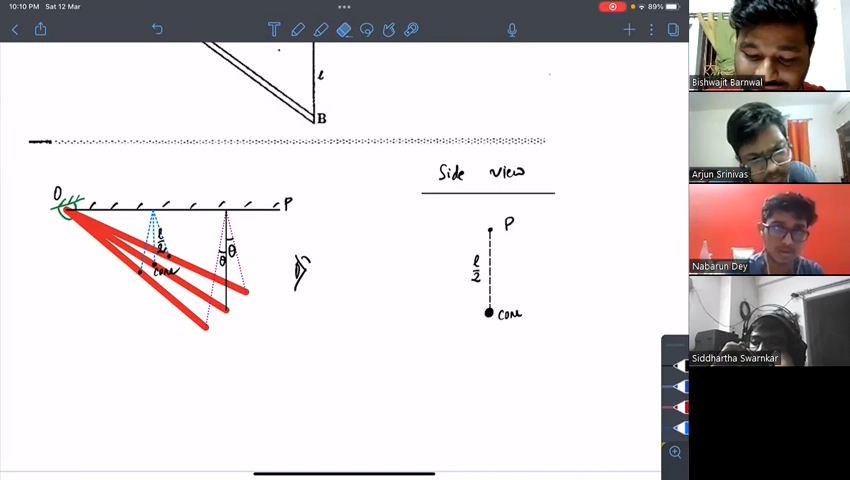 10:10 PM Sat 12 Mar
89%
T
l
B
O
P
l/2
θ θ
com
Side view
P
l/2
com
Bishwajit Barnwal
Arjun Srinivas
Nabarun Dey
Siddhartha Swarnkar